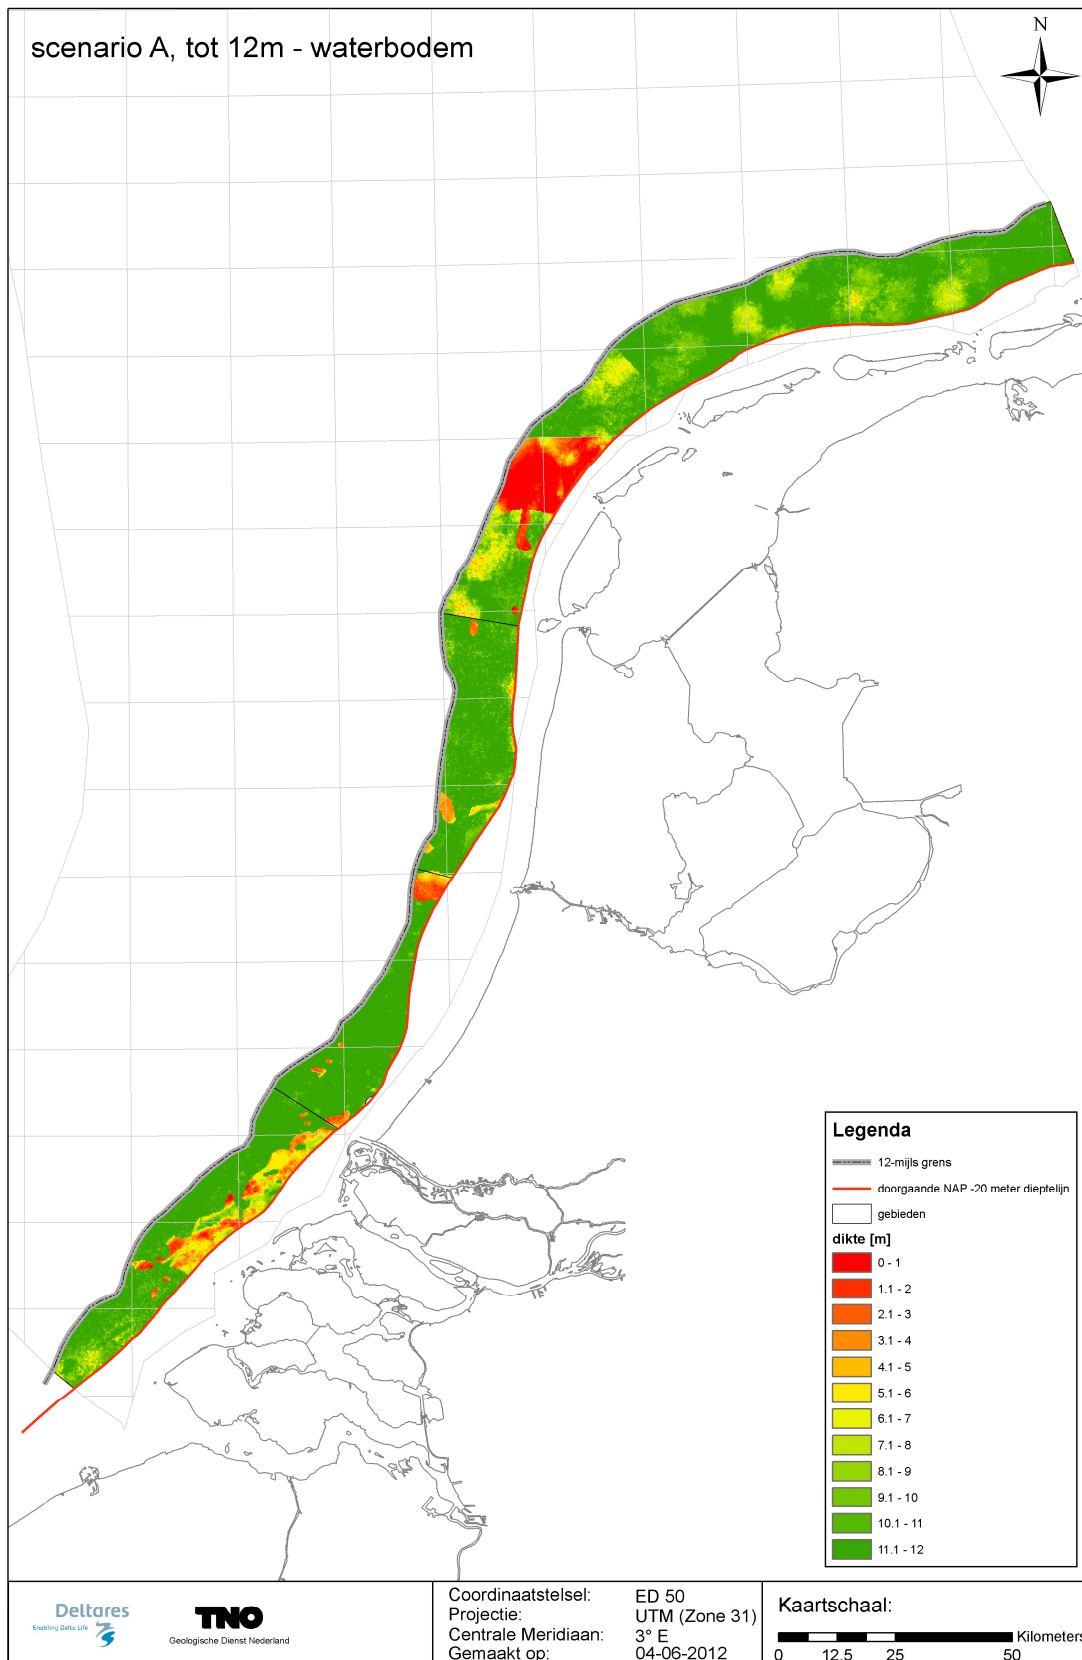 scenario A, tot 12m - waterbodem
N
Legenda
12-mijls grens
doorgaande NAP -20 meter dieptelijn
gebieden
dikte [m]
0 - 1
1.1 - 2
2.1 - 3
3.1 - 4
4.1 - 5
5.1 - 6
6.1 - 7
7.1 - 8
8.1 - 9
9.1 - 10
10.1 - 11
11.1 - 12
Deltares
Enabling Delta Life
TNO
Geologische Dienst Nederland
Coordinaatstelsel: ED 50
Projectie: UTM (Zone 31)
Centrale Meridiaan: 3° E
Gemaakt op: 04-06-2012
Kaartschaal:
Kilometers
0 12.5 25 50